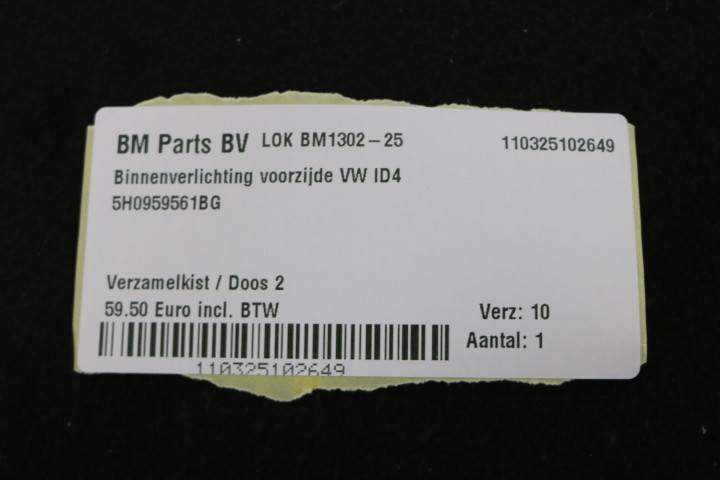 BM Parts BV LOK BM1302-25 110325102649
Binnenverlichting voorzijde VW ID4
5H0959561BG
Verzamelkist / Doos 2
59.50 Euro incl. BTW Verz: 10
Aantal: 1
110325102649